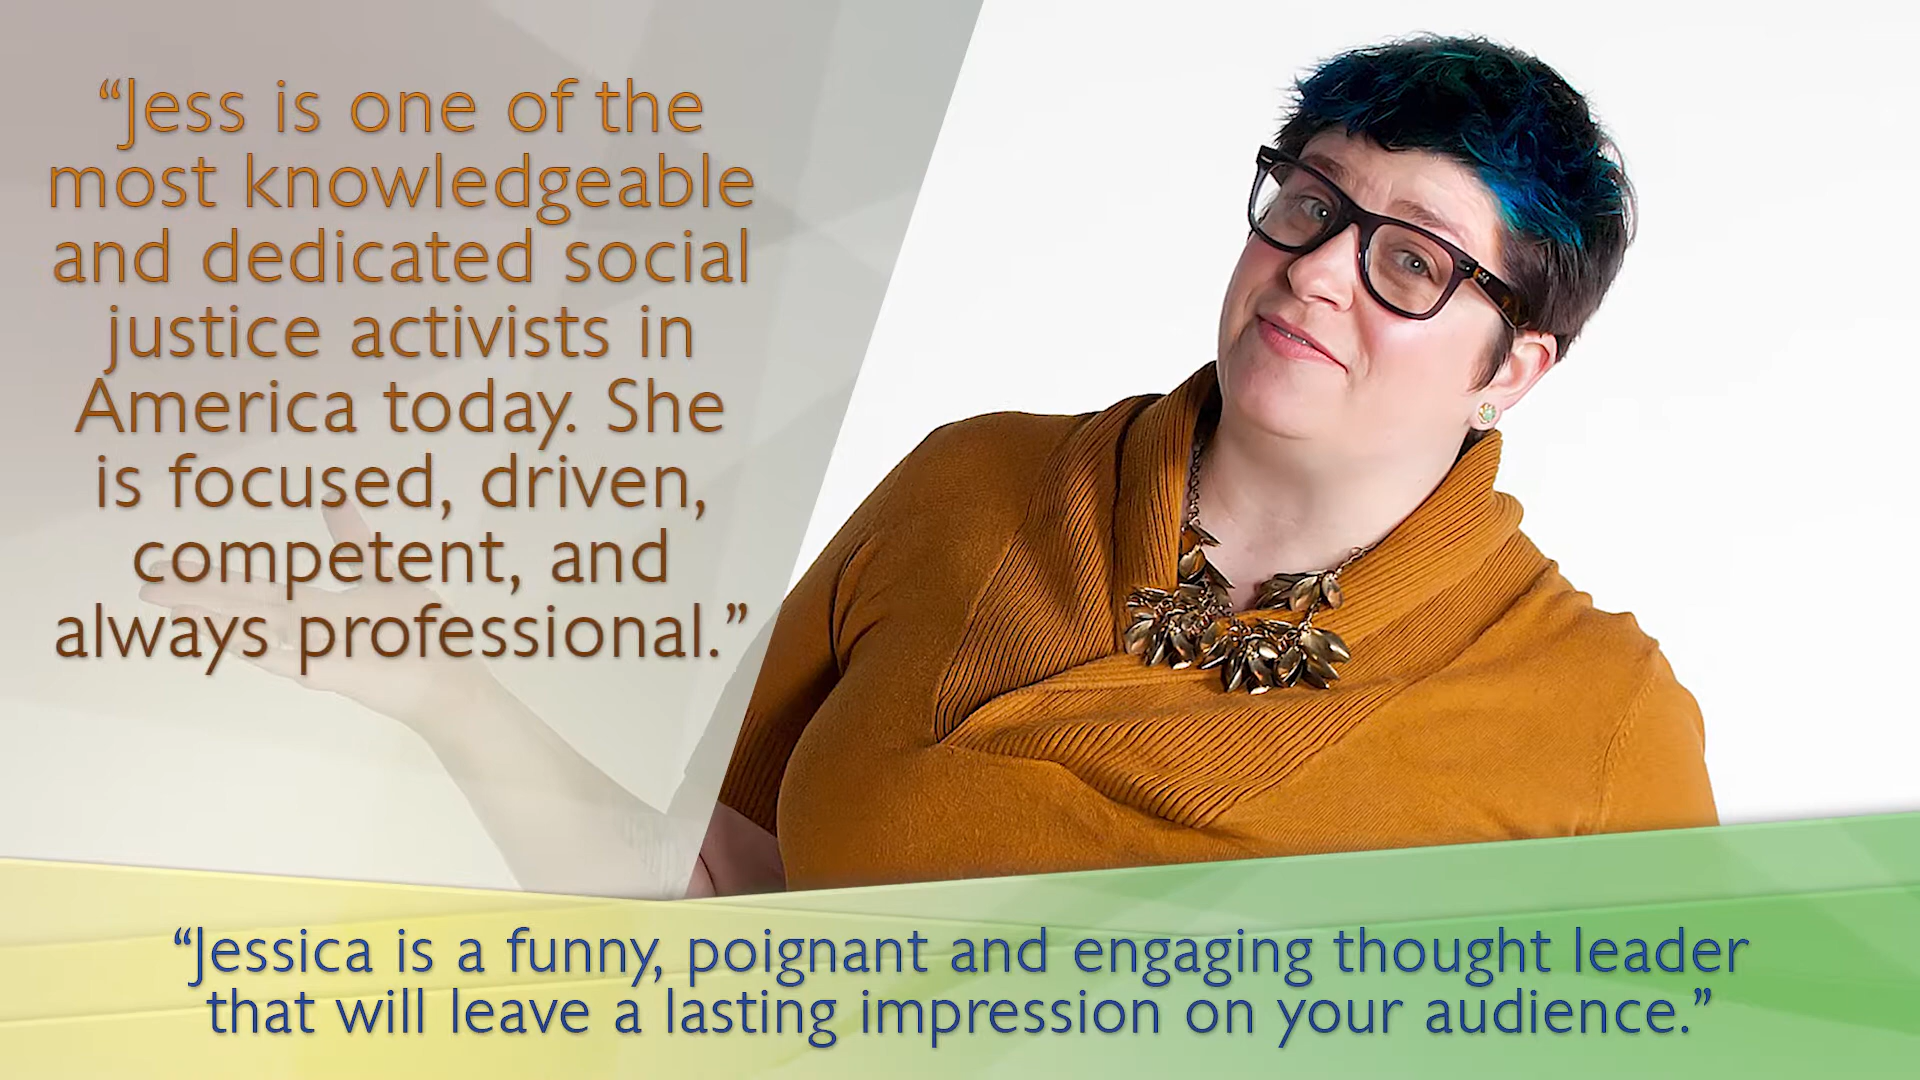 “Jess is one of the
most knowledgeable
and dedicated social
justice activists in
America today. She
is focused, driven,
competent, and
always professional.”
“Jessica is a funny, poignant and engaging thought leader
that will leave a lasting impression on your audience.”